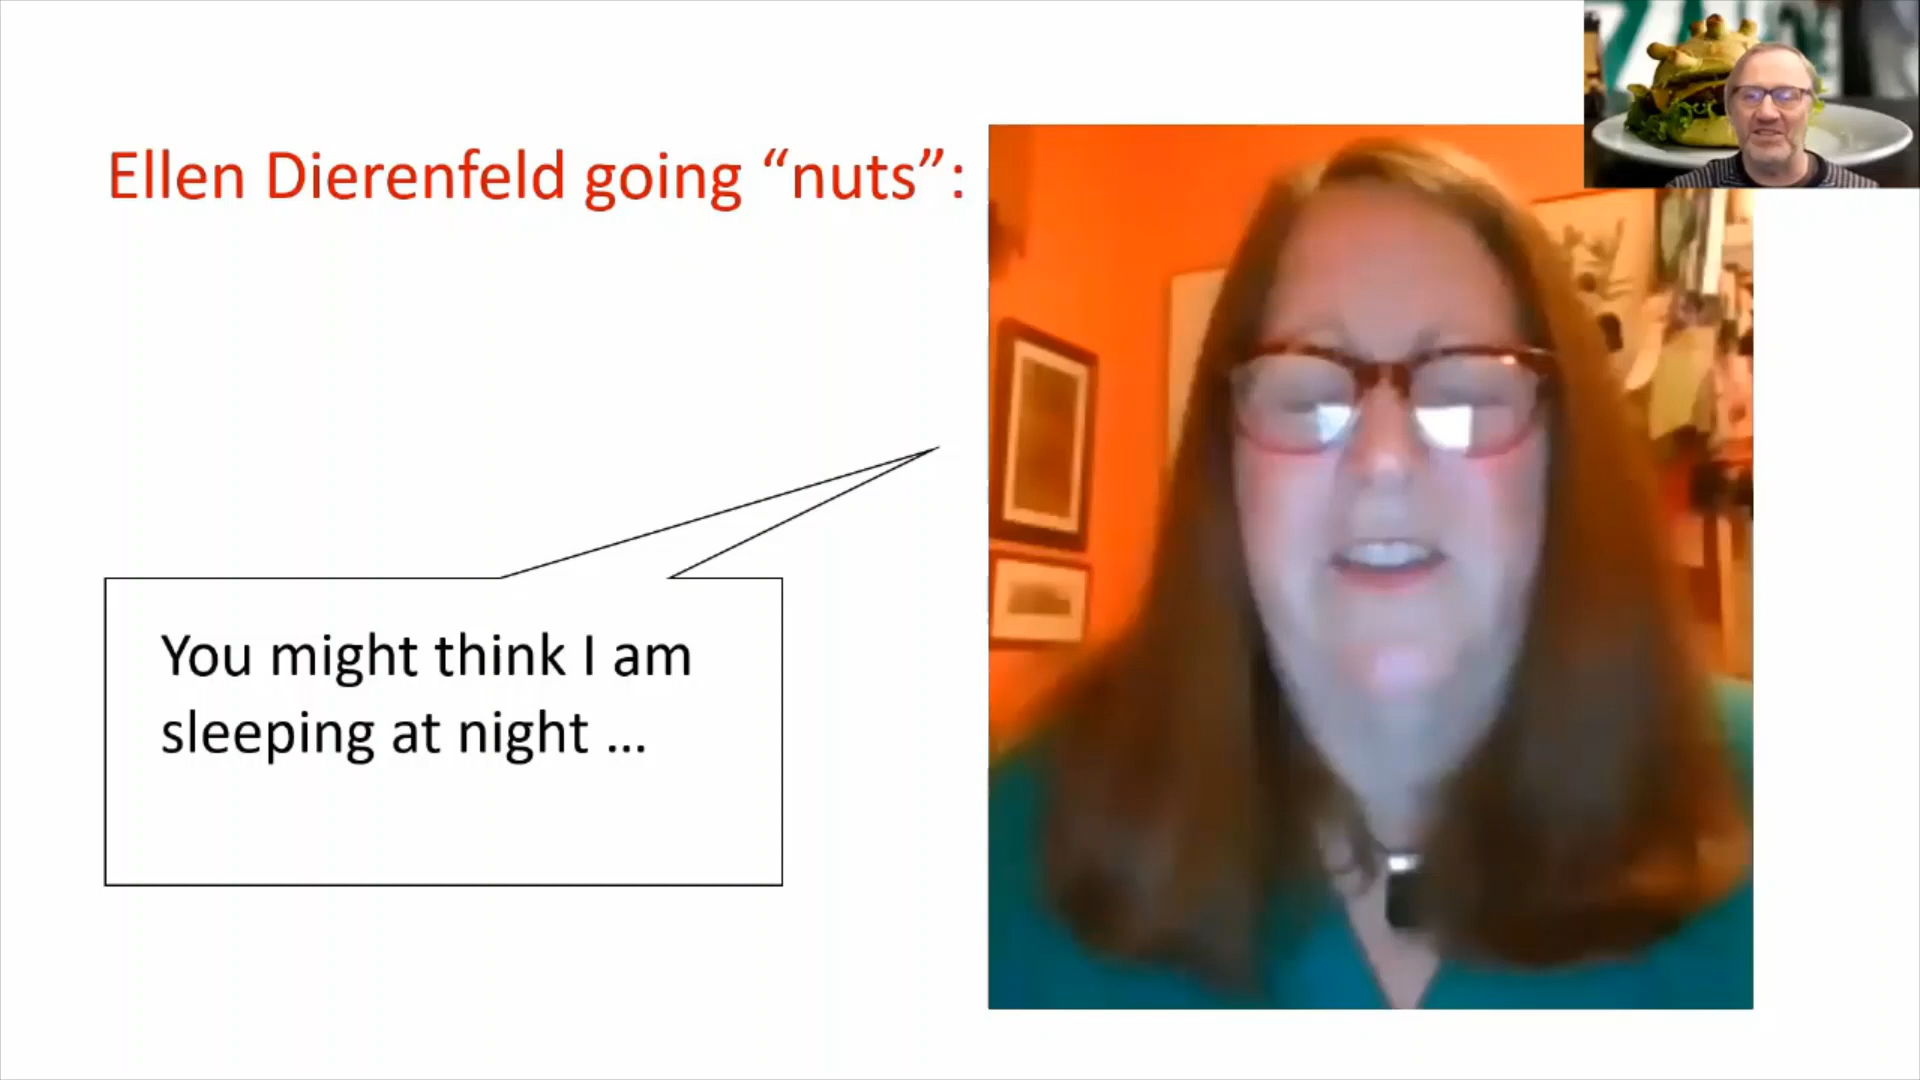 Ellen Dierenfeld going “nuts”:
You might think I am
sleeping at night ...